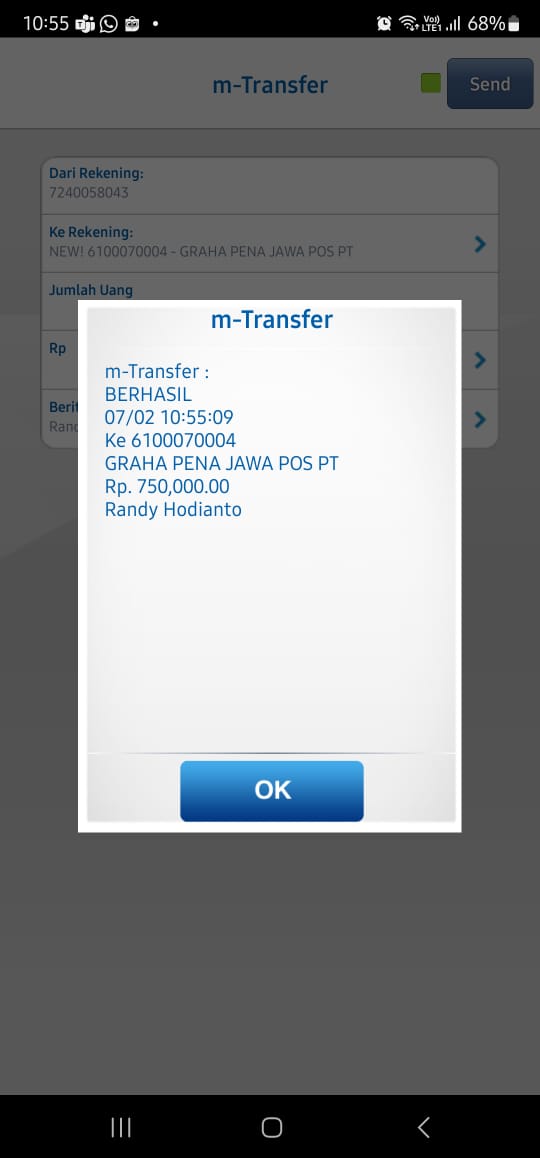 10:55
Vo))
LTE1
68%
m-Transfer
Send
Dari Rekening:
7240058043
Ke Rekening:
NEW! 6100070004 - GRAHA PENA JAWA POS PT
Jumlah Uang
Rp
m-Transfer
m-Transfer :
BERHASIL
07/02 10:55:09
Ke 6100070004
GRAHA PENA JAWA POS PT
Rp. 750,000.00
Randy Hodianto
OK